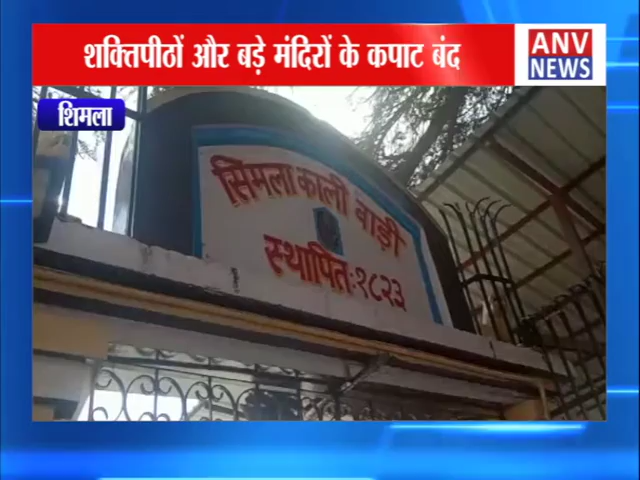 शक्तिपीठों और बड़े मंदिरों के कपाट बंद
ANV
NEWS
शिमला
सिमला काली वाड़ी
स्थापित:१८२३